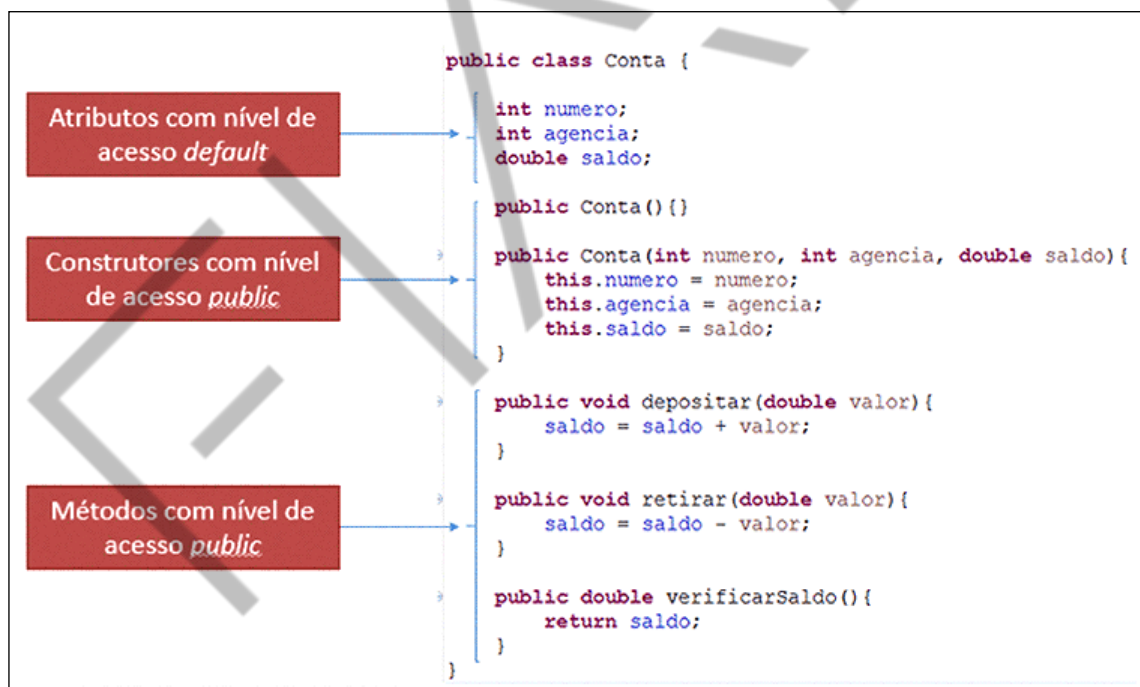 public class Conta {
Atributos com nível de
acesso default
int numero;
int agencia;
double saldo;
Construtores com nível
de acesso public
public Conta(){}
public Conta(int numero, int agencia, double saldo){
this.numero = numero;
this.agencia = agencia;
this.saldo = saldo;
}
Métodos com nível de
acesso public
public void depositar(double valor){
saldo = saldo + valor;
}
public void retirar(double valor){
saldo = saldo - valor;
}
public double verificarSaldo(){
return saldo;
}
}